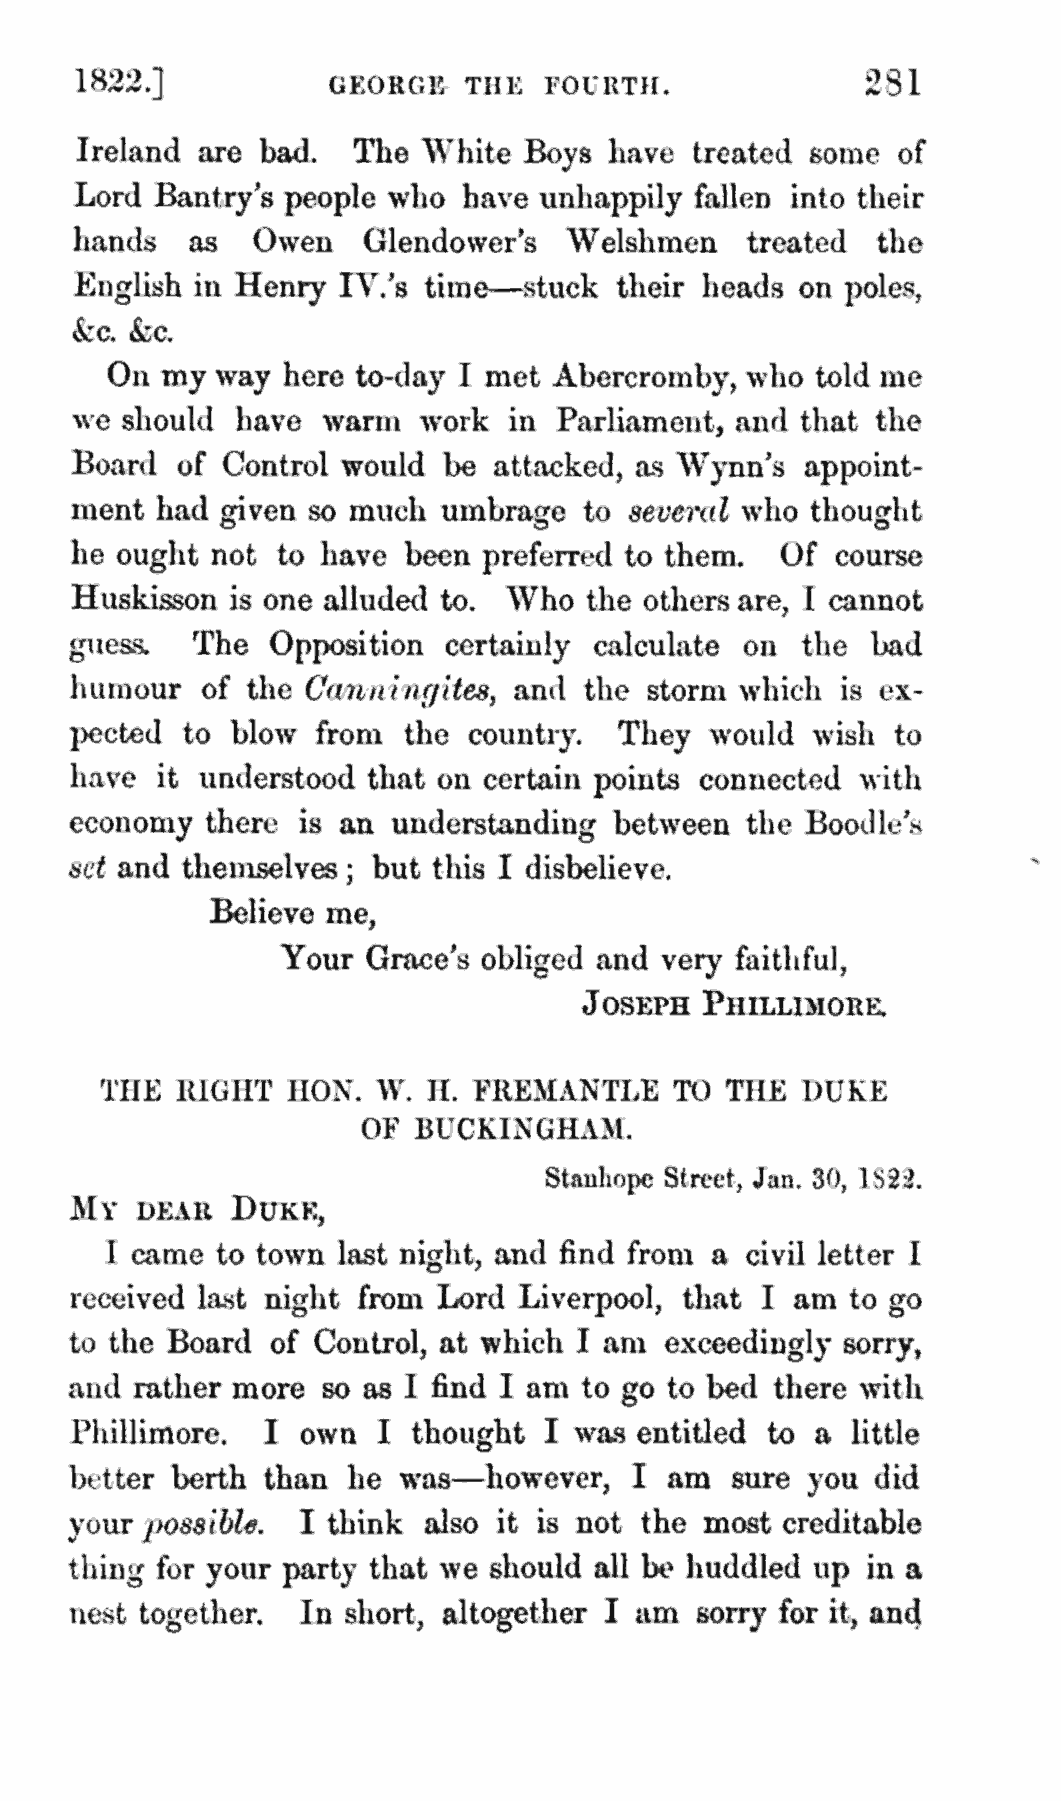 1822.] GEORGE THE FOURTH. 281
Ireland are bad. The White Boys have treated some of
Lord Bantry's people who have unhappily fallen into their
hands as Owen Glendower's Welshmen treated the
English in Henry IV.'s time—stuck their heads on poles,
&c. &c.
On my way here to-day I met Abercromby, who told me
we should have warm work in Parliament, and that the
Board of Control would be attacked, as Wynn's appoint-
ment had given so much umbrage to several who thought
he ought not to have been preferred to them. Of course
Huskisson is one alluded to. Who the others are, I cannot
guess. The Opposition certainly calculate on the bad
humour of the Canningites, and the storm which is ex-
pected to blow from the country. They would wish to
have it understood that on certain points connected with
economy there is an understanding between the Boodle's
set and themselves; but this I disbelieve.
Believe me,
Your Grace's obliged and very faithful,
JOSEPH PHILLIMORE.
THE RIGHT HON. W. H. FREMANTLE TO THE DUKE
OF BUCKINGHAM.
Stanhope Street, Jan. 30, 1822.
MY DEAR DUKE,
I came to town last night, and find from a civil letter I
received last night from Lord Liverpool, that I am to go
to the Board of Control, at which I am exceedingly sorry,
and rather more so as I find I am to go to bed there with
Phillimore. I own I thought I was entitled to a little
better berth than he was—however, I am sure you did
your possible. I think also it is not the most creditable
thing for your party that we should all be huddled up in a
nest together. In short, altogether I am sorry for it, and